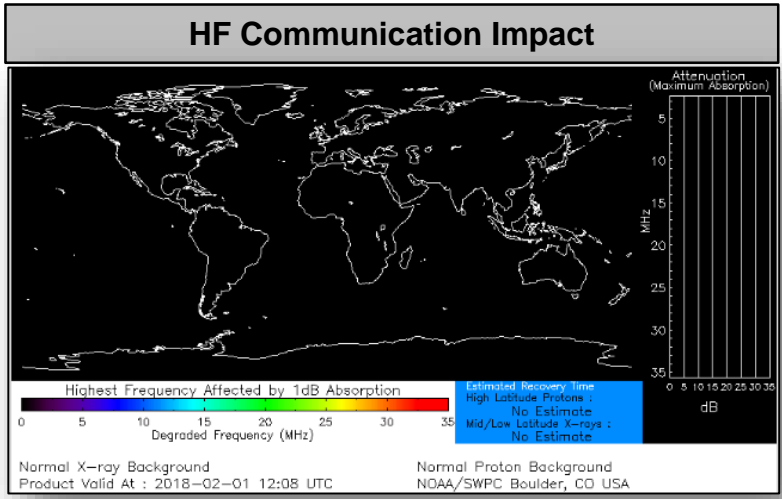 HF Communication Impact
Attenuation
(Maximum Absorption)
5
10
15
MHz
20
25
30
35
0 5 10 15 20 25 30 35
dB
Highest Frequency Affected by 1dB Absorption
0 5 10 15 20 25 30 35
Degraded Frequency (MHz)
Estimated Recovery Time
High Latitude Protons :
No Estimate
Mid/Low Latitude X-rays :
No Estimate
Normal X-ray Background
Normal Proton Background
Product Valid At : 2018-02-01 12:08 UTC
NOAA/SWPC Boulder, CO USA